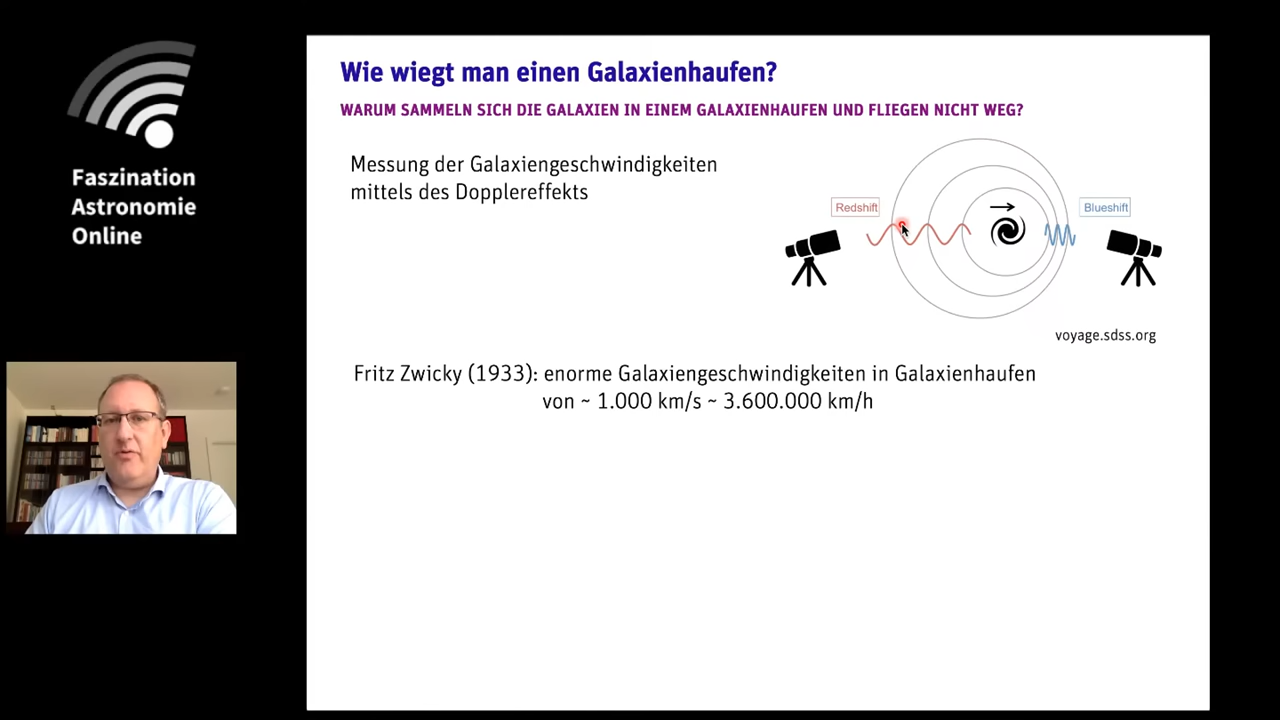 Faszination
Astronomie
Online
Wie wiegt man einen Galaxienhaufen?
WARUM SAMMELN SICH DIE GALAXIEN IN EINEM GALAXIENHAUFEN UND FLIEGEN NICHT WEG?
Messung der Galaxiengeschwindigkeiten
mittels des Dopplereffekts
Redshift
Blueshift
voyage.sdss.org
Fritz Zwicky (1933): enorme Galaxiengeschwindigkeiten in Galaxienhaufen
von ~ 1.000 km/s ~ 3.600.000 km/h